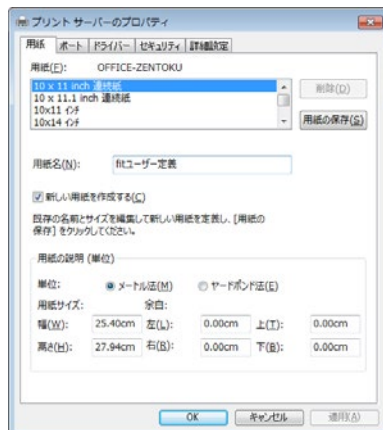 プリント サーバーのプロパティ
用紙 ポート ドライバー セキュリティ 詳細設定
用紙(F): OFFICE-ZENTOKU
10 x 11 inch 連続紙
10 x 11.1 inch 連続紙
10x11 インチ
10x14 インチ
削除(D)
用紙の保存(S)
用紙名(N): fitユーザー定義
新しい用紙を作成する(C)
既存の名前とサイズを編集して新しい用紙を定義し、[用紙の
保存] をクリックしてください。
用紙の説明 (単位)
単位: メートル法(M) ヤードポンド法(E)
用紙サイズ: 余白:
幅(W): 25.40cm 左(L): 0.00cm 上(T): 0.00cm
高さ(H): 27.94cm 右(R): 0.00cm 下(B): 0.00cm
OK キャンセル 適用(A)